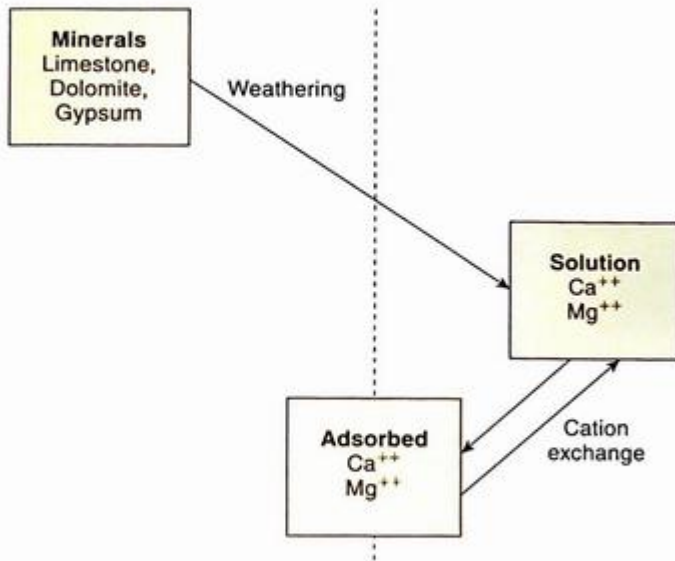 Minerals
Limestone,
Dolomite,
Gypsum
Weathering
Solution
Ca⁺⁺
Mg⁺⁺
Adsorbed
Ca⁺⁺
Mg⁺⁺
Cation
exchange